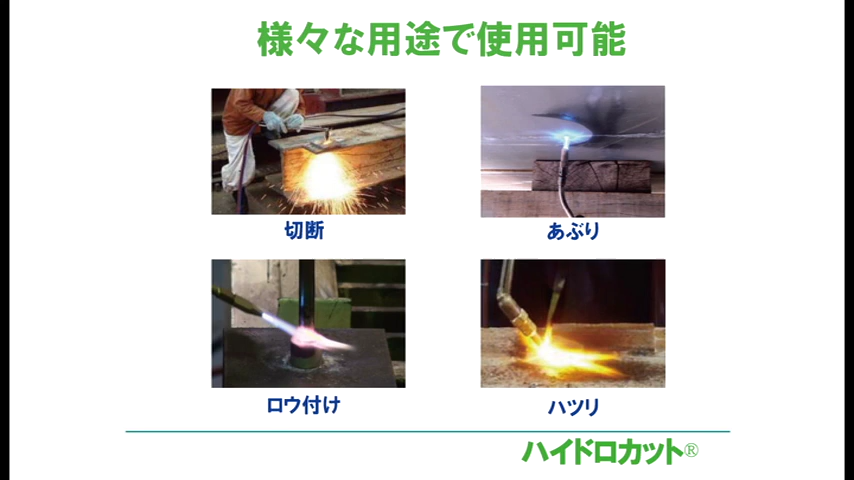 様々な用途で使用可能
切断
あぶり
ロウ付け
ハツリ
ハイドロカット®